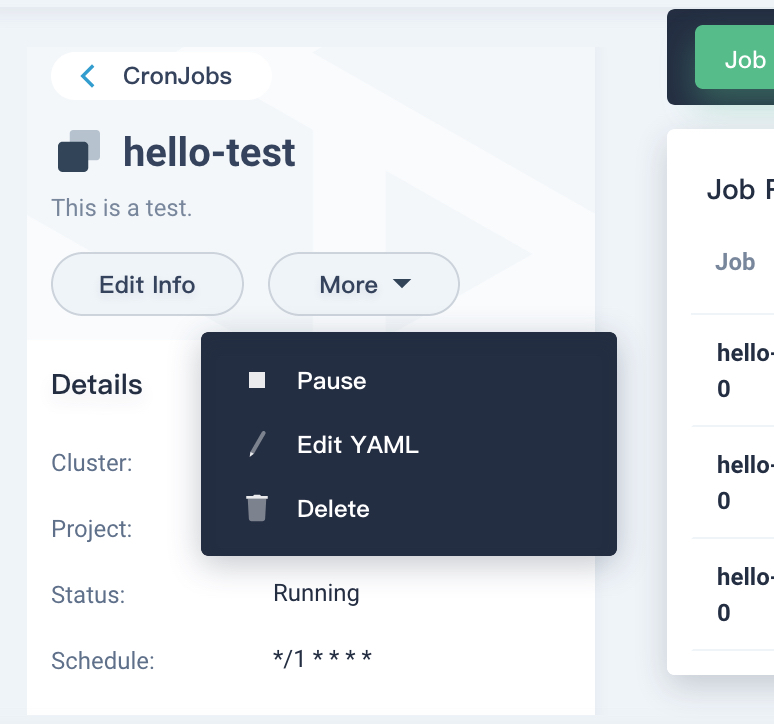 CronJobs
hello-test
This is a test.
Edit Info
More
Pause
Edit YAML
Delete
Details
Cluster:
Project:
Status: Running
Schedule: */1 * * * *
Job
Job
hello-
0
hello-
0
hello-
0